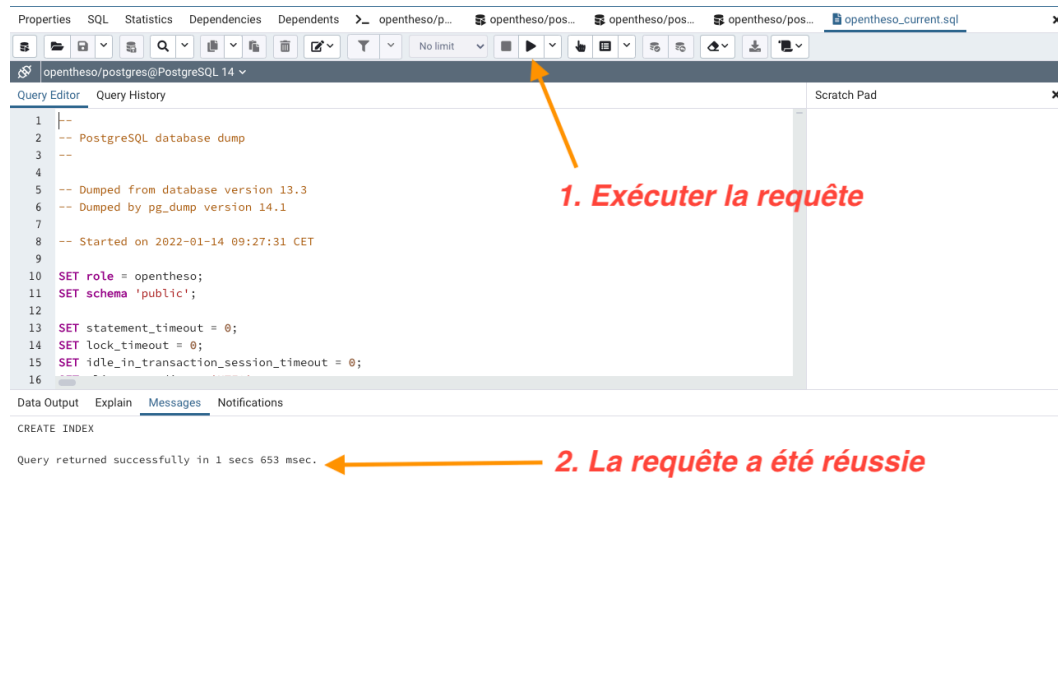 Properties SQL Statistics Dependencies Dependents >_ opentheso/p... opentheso/pos... opentheso/pos... opentheso/pos... opentheso_current.sql x
No limit
opentheso/postgres@PostgreSQL 14
Query Editor Query History Scratch Pad x
1 --
2 -- PostgreSQL database dump
3 --
4
5 -- Dumped from database version 13.3
6 -- Dumped by pg_dump version 14.1
7
8 -- Started on 2022-01-14 09:27:31 CET
9
10 SET role = opentheso;
11 SET schema 'public';
12
13 SET statement_timeout = 0;
14 SET lock_timeout = 0;
15 SET idle_in_transaction_session_timeout = 0;
16
1. Exécuter la requête
Data Output Explain Messages Notifications
CREATE INDEX
Query returned successfully in 1 secs 653 msec.
2. La requête a été réussie